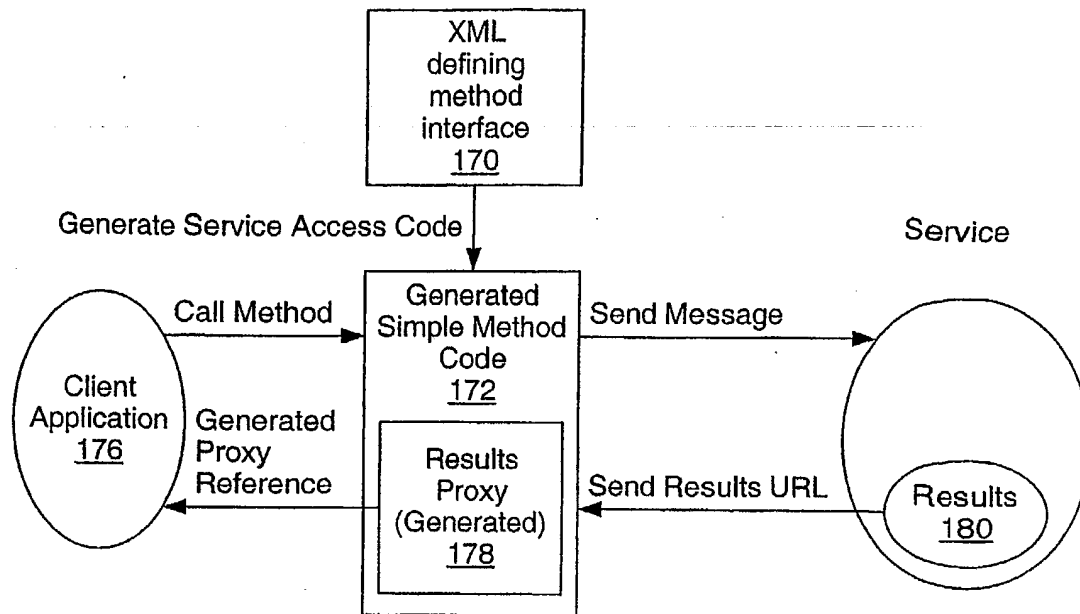 XML
defining
method
interface
170
Generate Service Access Code
Service
Call Method
Generated
Simple Method
Code
172
Send Message
Client
Application
176
Generated
Proxy
Reference
Results
Proxy
(Generated)
178
Send Results URL
Results
180